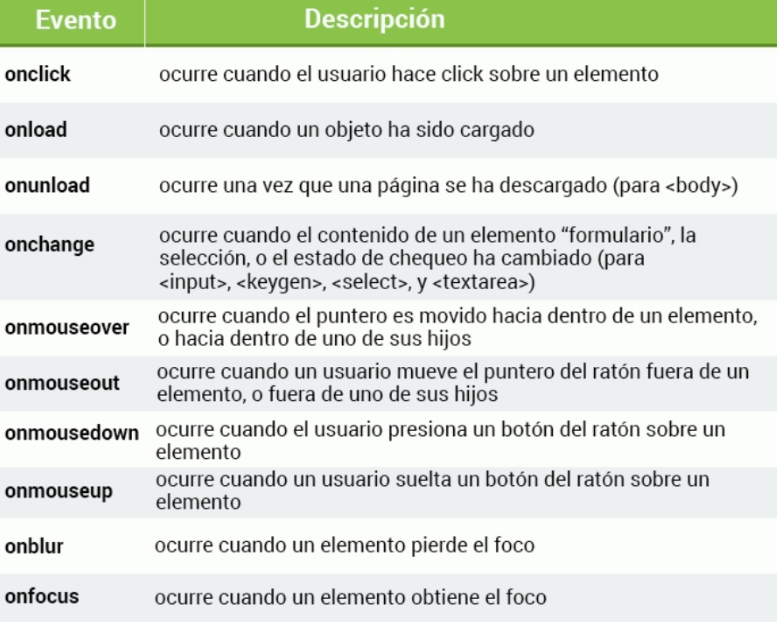 Evento Descripción
onclick ocurre cuando el usuario hace click sobre un elemento
onload ocurre cuando un objeto ha sido cargado
onunload ocurre una vez que una página se ha descargado (para <body>)
onchange ocurre cuando el contenido de un elemento “formulario”, la
selección, o el estado de chequeo ha cambiado (para
<input>, <keygen>, <select>, y <textarea>)
onmouseover ocurre cuando el puntero es movido hacia dentro de un elemento,
o hacia dentro de uno de sus hijos
onmouseout ocurre cuando un usuario mueve el puntero del ratón fuera de un
elemento, o fuera de uno de sus hijos
onmousedown ocurre cuando el usuario presiona un botón del ratón sobre un
elemento
onmouseup ocurre cuando un usuario suelta un botón del ratón sobre un
elemento
onblur ocurre cuando un elemento pierde el foco
onfocus ocurre cuando un elemento obtiene el foco